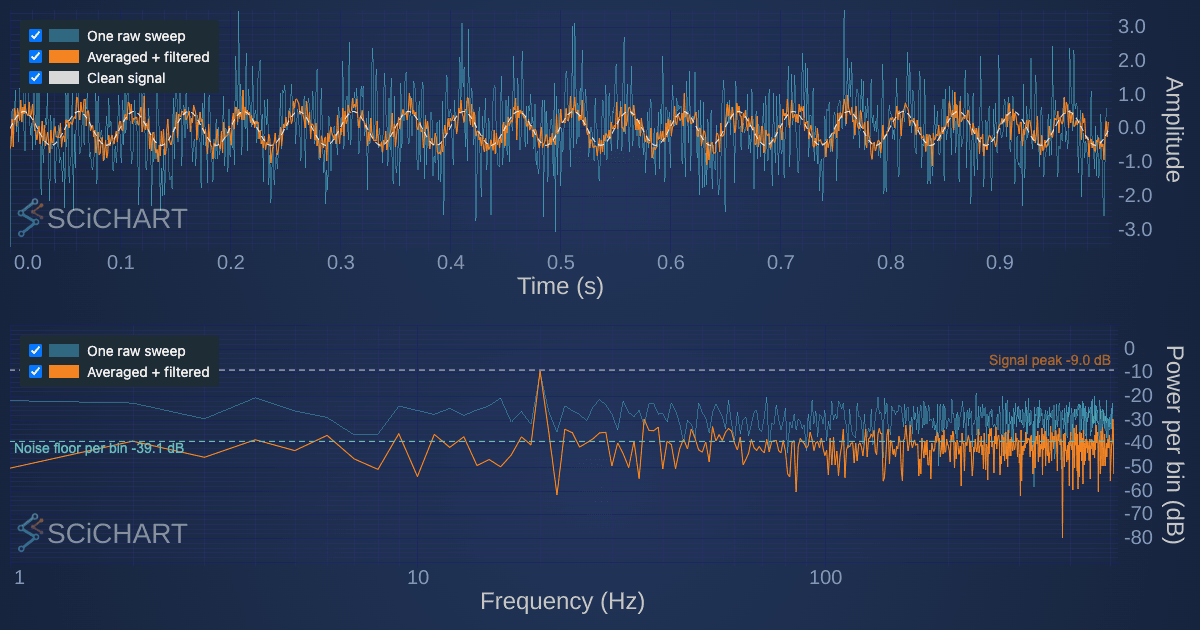 One raw sweep
Averaged + filtered
Clean signal
3.0
2.0
1.0
0.0
-1.0
-2.0
-3.0
Amplitude
SCiCHART
0.0 0.1 0.2 0.3 0.4 0.5 0.6 0.7 0.8 0.9
Time (s)
One raw sweep
Averaged + filtered
Signal peak -9.0 dB
Noise floor per bin -39.1 dB
0
-10
-20
-30
-40
-50
-60
-70
-80
Power per bin (dB)
SCiCHART
1 10 100
Frequency (Hz)